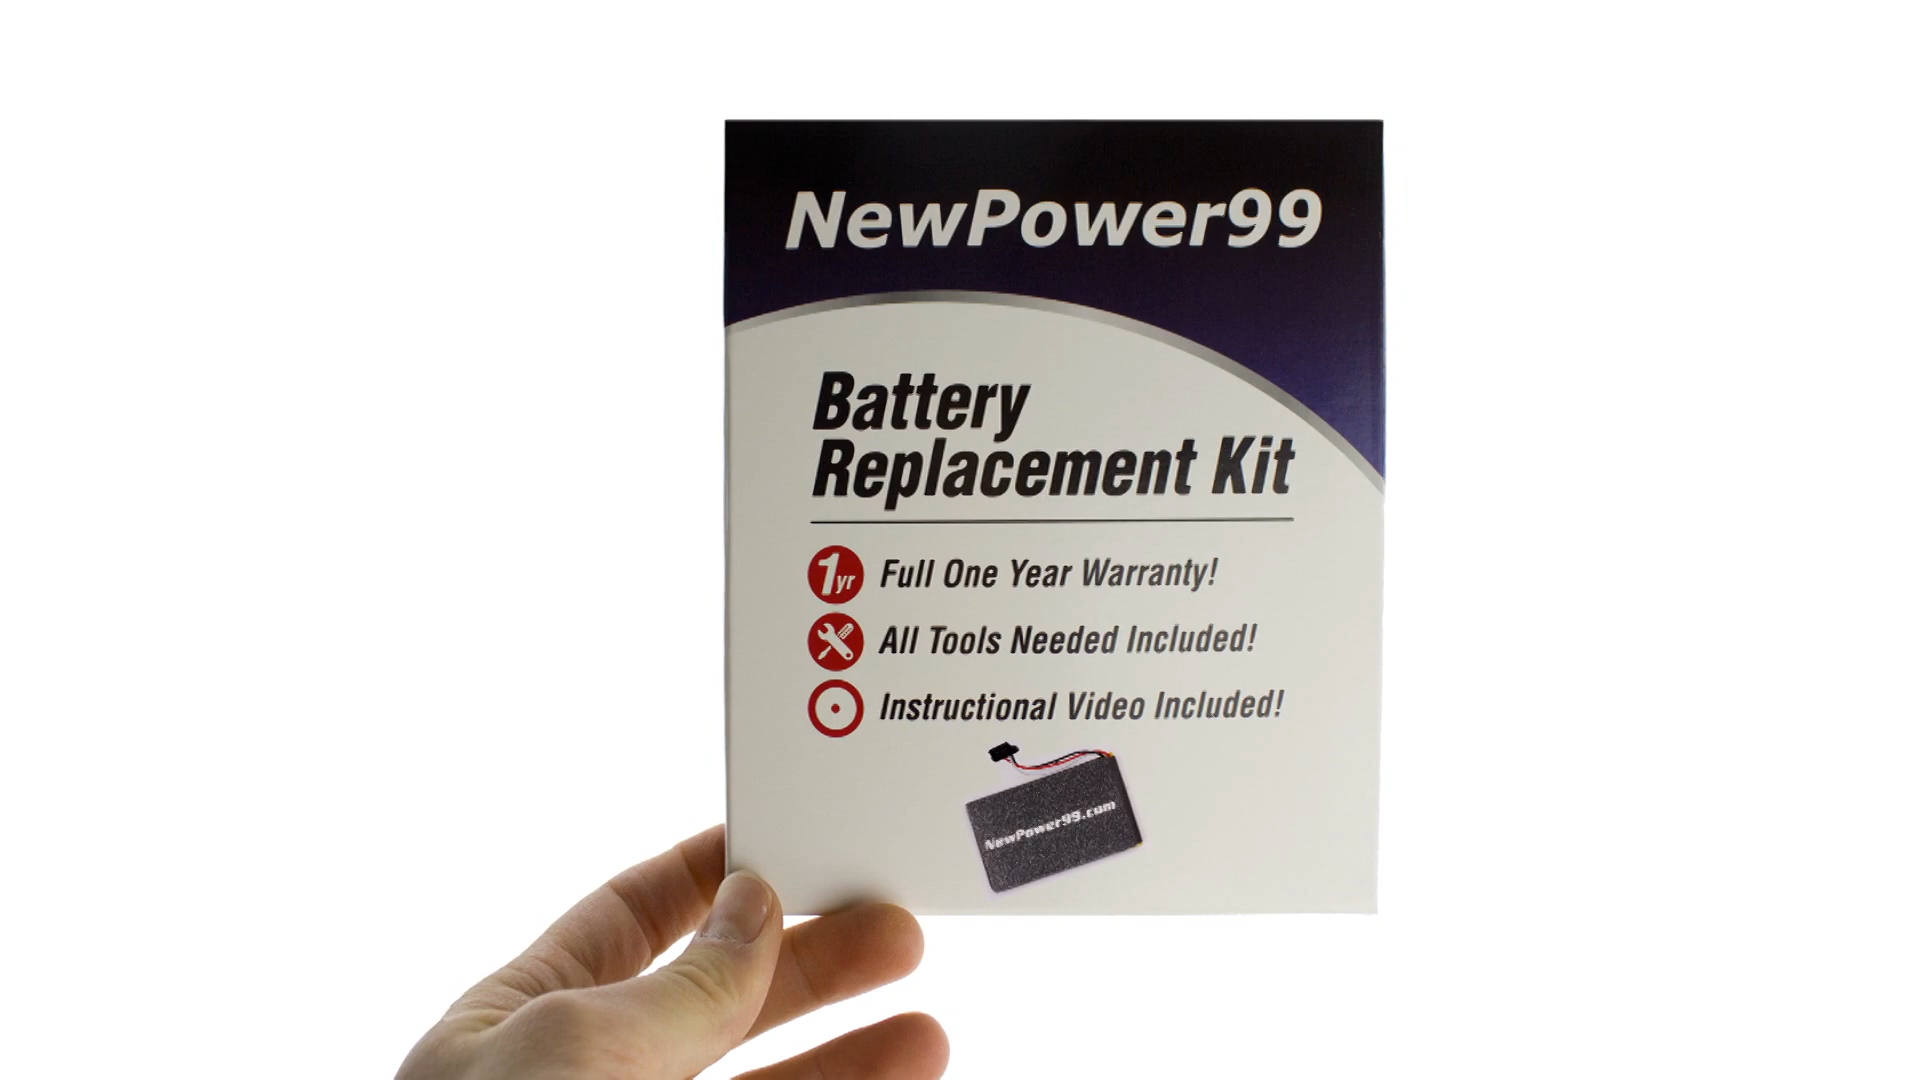 NewPower99
Battery
Replacement Kit
1yr Full One Year Warranty!
All Tools Needed Included!
Instructional Video Included!
NewPower99.com